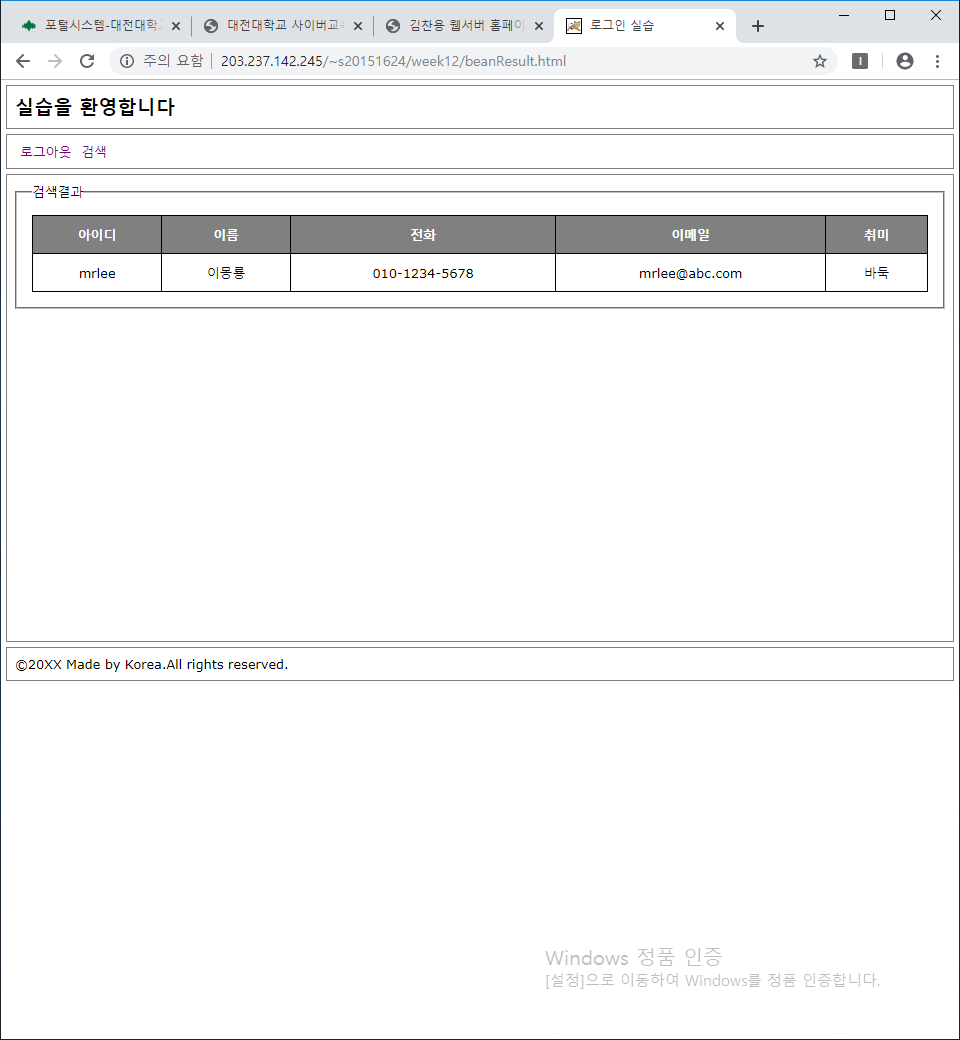 포털시스템-대전대학교
대전대학교 사이버교육
김찬용 웹서버 홈페이
로그인 실습
주의 요함
203.237.142.245/~s20151624/week12/beanResult.html
실습을 환영합니다
로그아웃 검색
검색결과
아이디 이름 전화 이메일 취미
mrlee 이몽룡 010-1234-5678 mrlee@abc.com 바둑
©20XX Made by Korea.All rights reserved.
Windows 정품 인증
[설정]으로 이동하여 Windows를 정품 인증합니다.